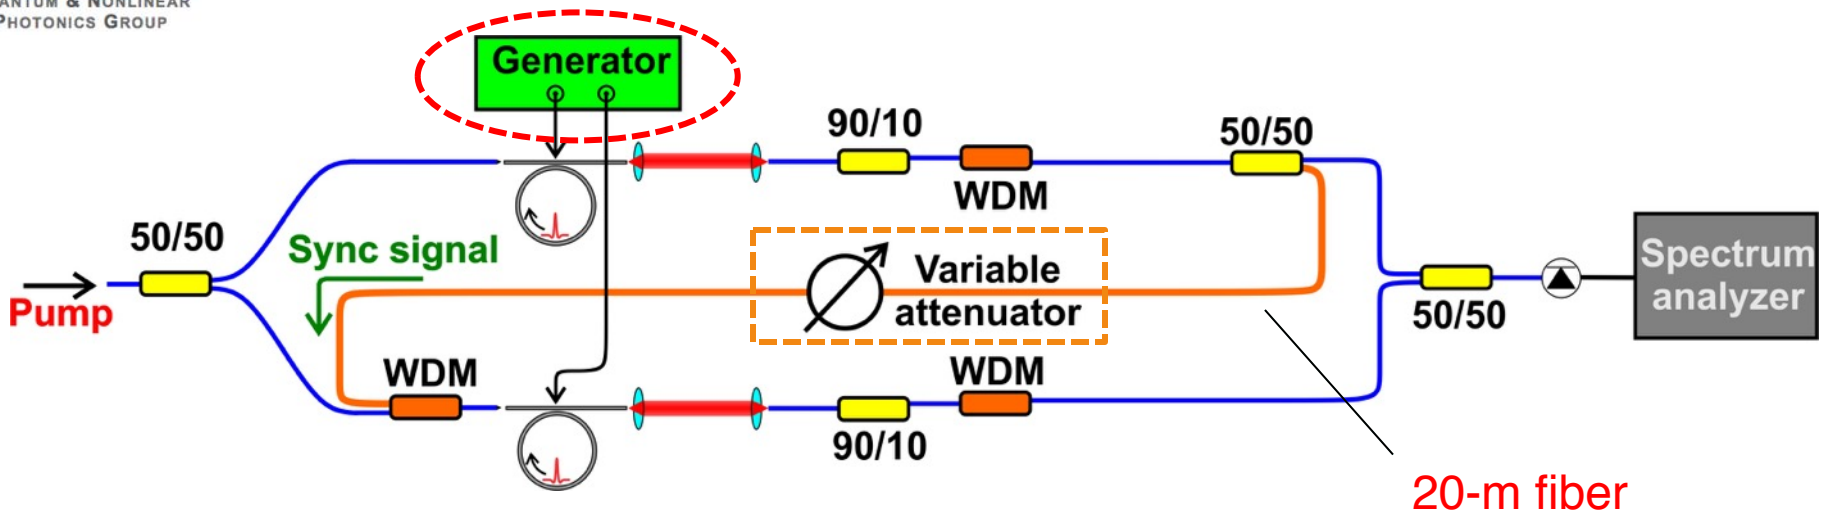 & NONLINEAR
PHOTONICS GROUP
Generator
90/10
50/50
WDM
50/50
Sync signal
Pump
Variable
attenuator
Spectrum
analyzer
50/50
WDM
WDM
90/10
20-m fiber